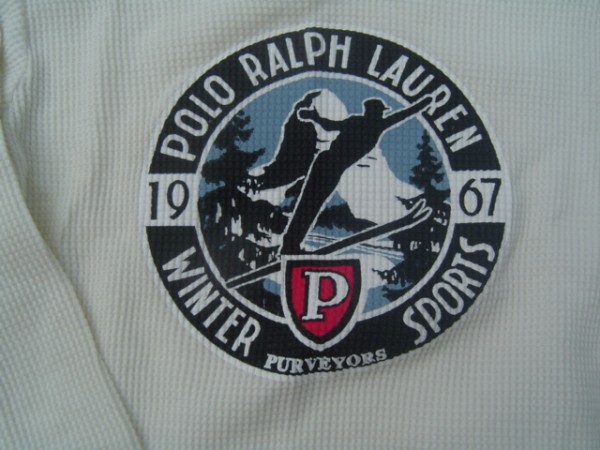 POLO RALPH LAUREN
19 67
WINTER SPORTS
P
PURVEYORS